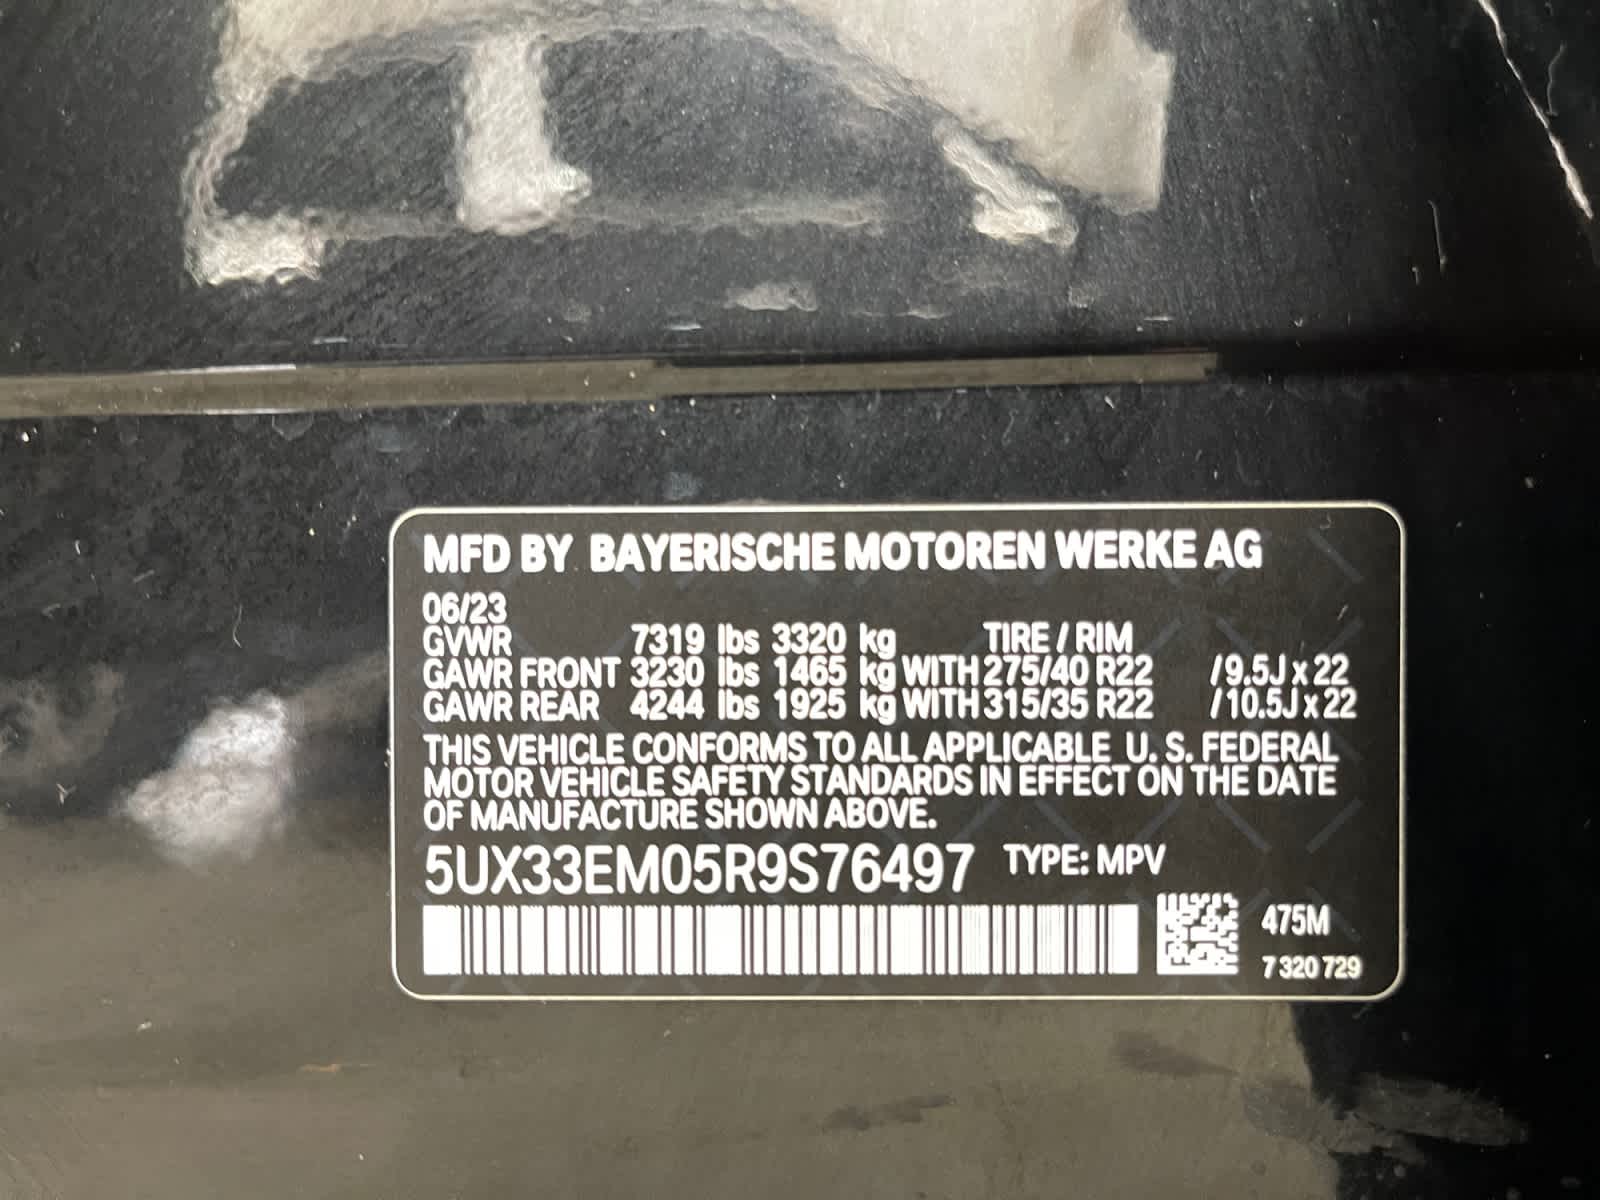 MFD BY BAYERISCHE MOTOREN WERKE AG
06/23
GVWR 7319 lbs 3320 kg TIRE / RIM
GAWR FRONT 3230 lbs 1465 kg WITH 275/40 R22 / 9.5J x 22
GAWR REAR 4244 lbs 1925 kg WITH 315/35 R22 / 10.5J x 22
THIS VEHICLE CONFORMS TO ALL APPLICABLE U. S. FEDERAL
MOTOR VEHICLE SAFETY STANDARDS IN EFFECT ON THE DATE
OF MANUFACTURE SHOWN ABOVE.
5UX33EM05R9S76497 TYPE: MPV
475M
7 320 729